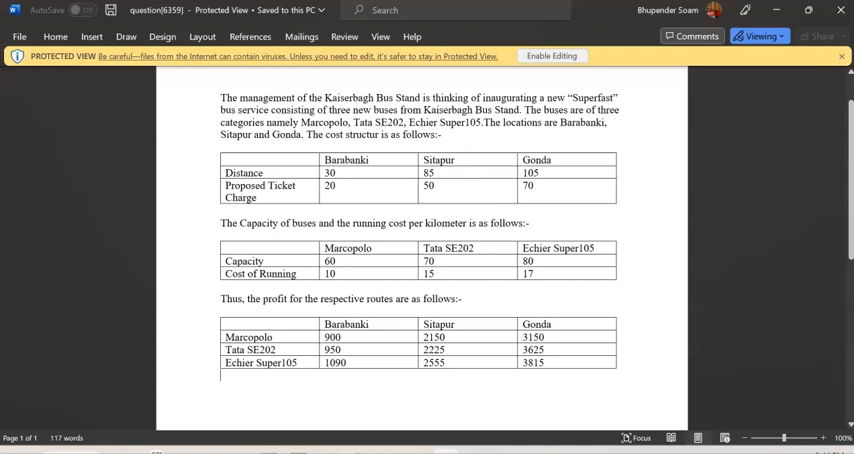 AutoSave Off question[6359] - Protected View • Saved to this PC Search Bhupender Soam
File Home Insert Draw Design Layout References Mailings Review View Help Comments Viewing Share
PROTECTED VIEW Be careful—files from the Internet can contain viruses. Unless you need to edit, it's safer to stay in Protected View. Enable Editing
The management of the Kaiserbagh Bus Stand is thinking of inaugurating a new “Superfast”
bus service consisting of three new buses from Kaiserbagh Bus Stand. The buses are of three
categories namely Marcopolo, Tata SE202, Echier Super105.The locations are Barabanki,
Sitapur and Gonda. The cost structur is as follows:-
Barabanki Sitapur Gonda
Distance 30 85 105
Proposed Ticket 20 50 70
Charge
The Capacity of buses and the running cost per kilometer is as follows:-
Marcopolo Tata SE202 Echier Super105
Capacity 60 70 80
Cost of Running 10 15 17
Thus, the profit for the respective routes are as follows:-
Barabanki Sitapur Gonda
Marcopolo 900 2150 3150
Tata SE202 950 2225 3625
Echier Super105 1090 2555 3815
Page 1 of 1 117 words Focus 100%